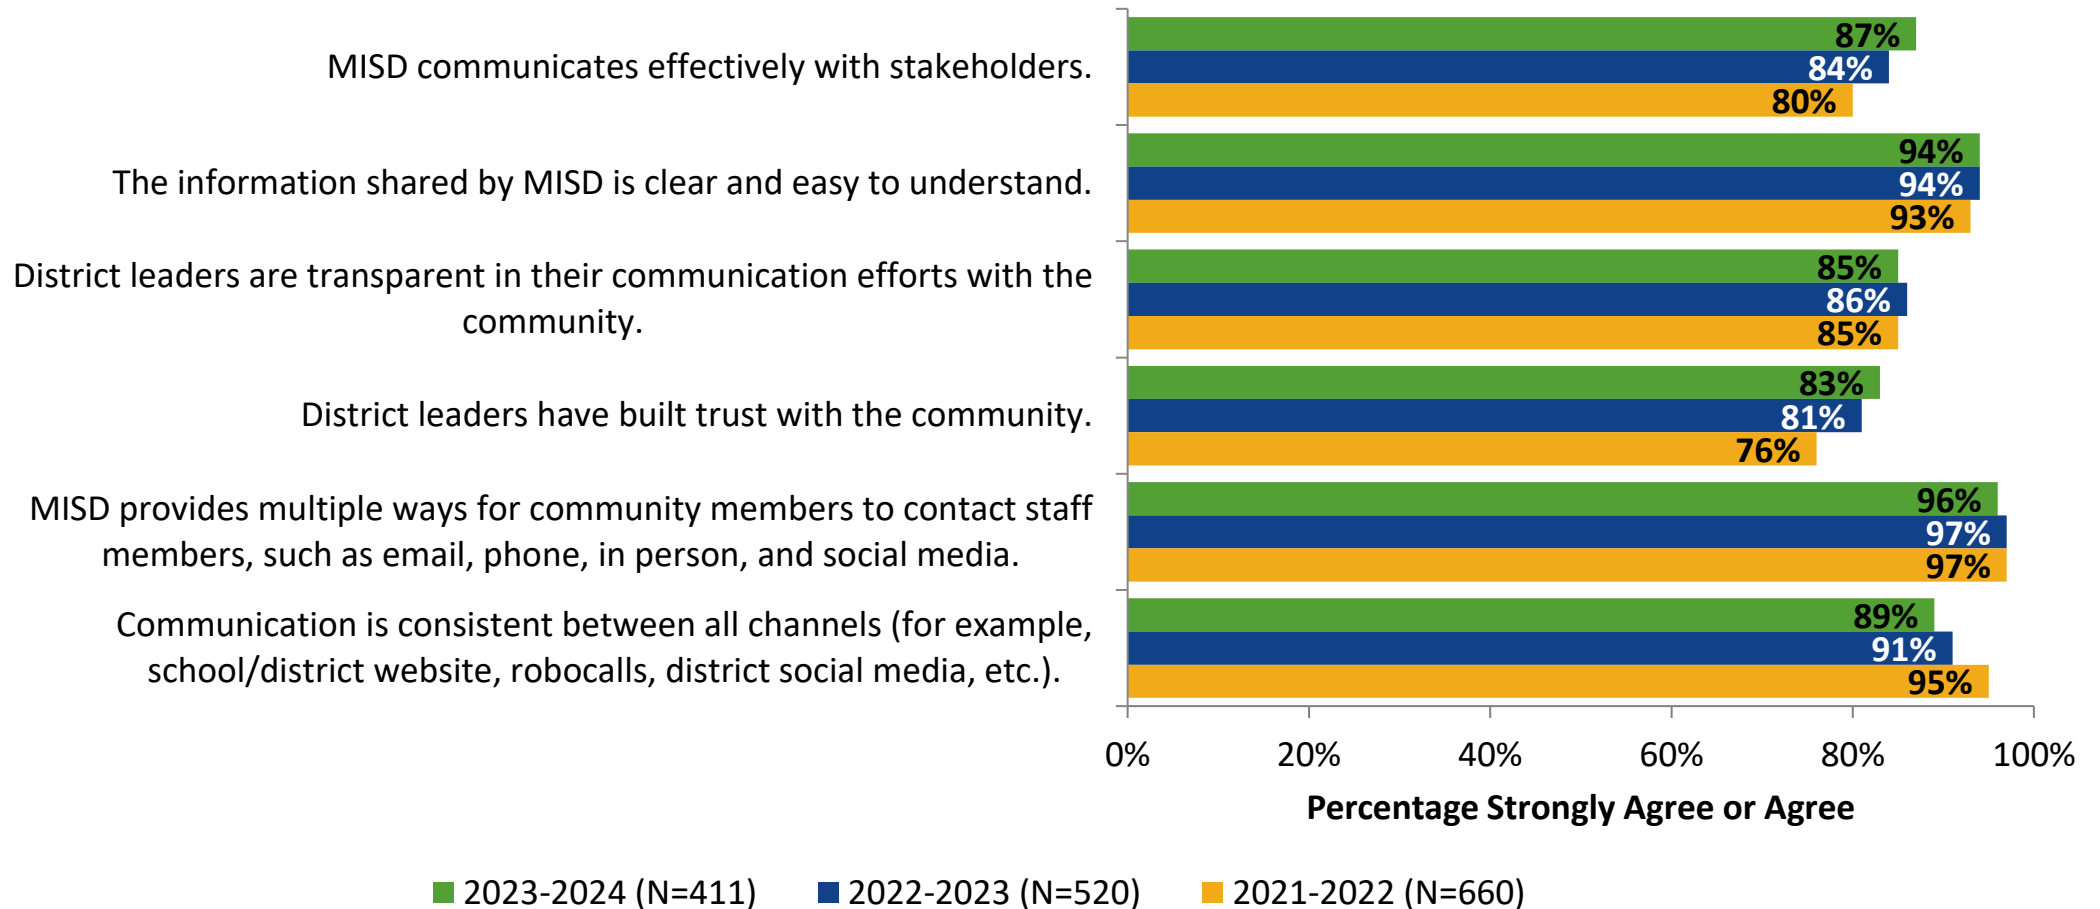 MISD communicates effectively with stakeholders.
87%
84%
80%
The information shared by MISD is clear and easy to understand.
94%
94%
93%
District leaders are transparent in their communication efforts with the
community.
85%
86%
85%
District leaders have built trust with the community.
83%
81%
76%
MISD provides multiple ways for community members to contact staff
members, such as email, phone, in person, and social media.
96%
97%
97%
Communication is consistent between all channels (for example,
school/district website, robocalls, district social media, etc.).
89%
91%
95%
0% 20% 40% 60% 80% 100%
Percentage Strongly Agree or Agree
2023-2024 (N=411) 2022-2023 (N=520) 2021-2022 (N=660)